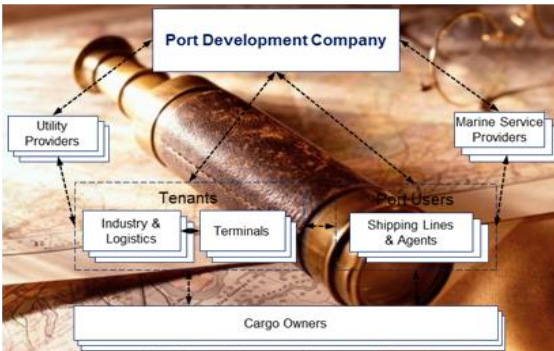 Port Development Company
Utility
Providers
Marine Service
Providers
Tenants
Port Users
Industry &
Logistics
Terminals
Shipping Lines
& Agents
Cargo Owners